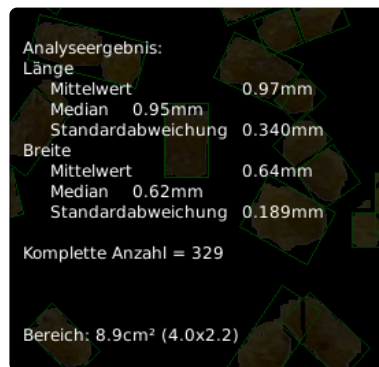 Analyseergebnis:
Länge
Mittelwert 0.97mm
Median 0.95mm
Standardabweichung 0.340mm
Breite
Mittelwert 0.64mm
Median 0.62mm
Standardabweichung 0.189mm
Komplette Anzahl = 329
Bereich: 8.9cm² (4.0x2.2)